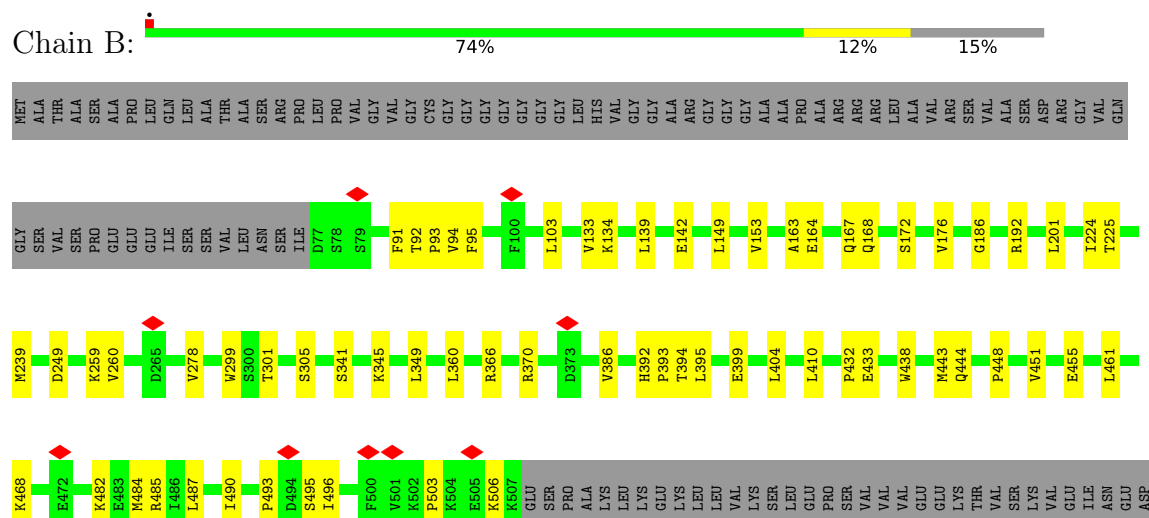 Chain B:
74% 12% 15%
MET ALA THR ALA SER ALA PRO LEU GLN LEU ALA THR ALA SER ARG PRO LEU PRO VAL GLY VAL GLY CYS GLY GLY GLY GLY GLY GLY GLY LEU HIS VAL GLY GLY ALA ARG GLY GLY GLY ALA ALA PRO ALA ARG ARG ARG LEU ALA VAL ARG SER VAL ALA SER ASP ARG GLY VAL GLN
GLY SER VAL SER PRO GLU GLU GLU ILE SER SER VAL LEU ASN SER ILE D77 S78 S79 F91 T92 P93 V94 F95 F100 L103 V133 K134 L139 E142 L149 V153 A163 E164 Q167 Q168 S172 V176 G186 R192 L201 I224 T225
M239 D249 K259 V260 D265 V278 W299 S300 T301 S305 S341 K345 L349 L360 R366 R370 D373 V386 H392 P393 T394 L395 E399 L404 L410 P432 E433 W438 M443 Q444 P448 V451 E455 L461
K468 E472 K482 E483 M484 R485 I486 L487 I490 P493 D494 S495 I496 F500 V501 K502 P503 K504 E505 K506 K507 GLU SER PRO ALA LYS LEU LYS GLU LYS LEU LEU VAL LYS SER LEU GLU PRO SER VAL VAL VAL GLU GLU LYS THR VAL SER LYS VAL GLU ILE ASN GLU ASP